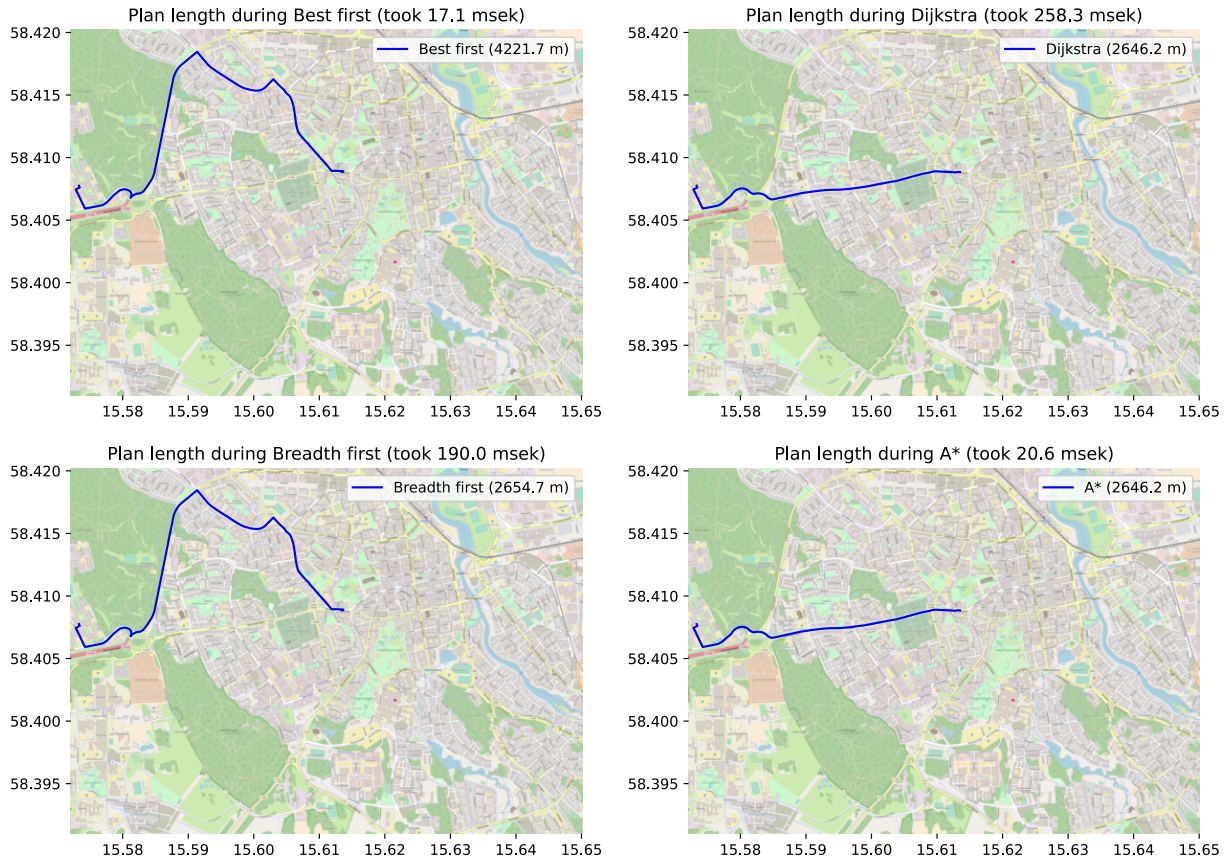 Plan length during Best first (took 17.1 msek)
58.420
58.415
58.410
58.405
58.400
58.395
Best first (4221.7 m)
15.58 15.59 15.60 15.61 15.62 15.63 15.64 15.65
Plan length during Dijkstra (took 258.3 msek)
58.420
58.415
58.410
58.405
58.400
58.395
Dijkstra (2646.2 m)
15.58 15.59 15.60 15.61 15.62 15.63 15.64 15.65
Plan length during Breadth first (took 190.0 msek)
58.420
58.415
58.410
58.405
58.400
58.395
Breadth first (2654.7 m)
15.58 15.59 15.60 15.61 15.62 15.63 15.64 15.65
Plan length during A* (took 20.6 msek)
58.420
58.415
58.410
58.405
58.400
58.395
A* (2646.2 m)
15.58 15.59 15.60 15.61 15.62 15.63 15.64 15.65